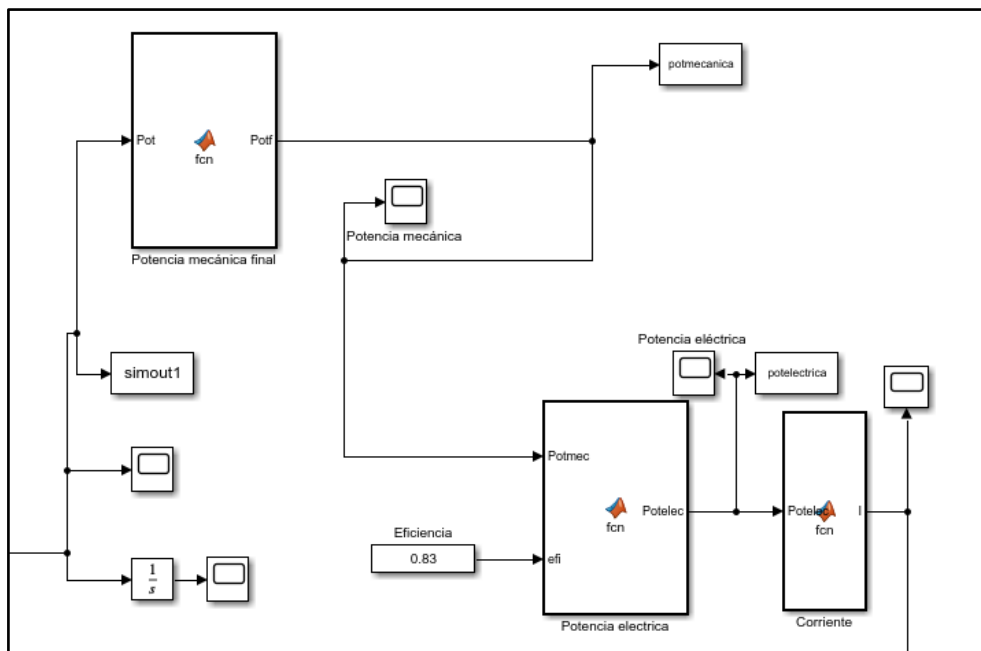 potmecanica
Pot
Potf
fcn
Potencia mecánica final
Potencia mecánica
simout1
Potencia eléctrica
potelectrica
Potmec
Potelec
fcn
efi
Potencia electrica
Eficiencia
0.83
Potelec
I
fcn
Corriente
1
s